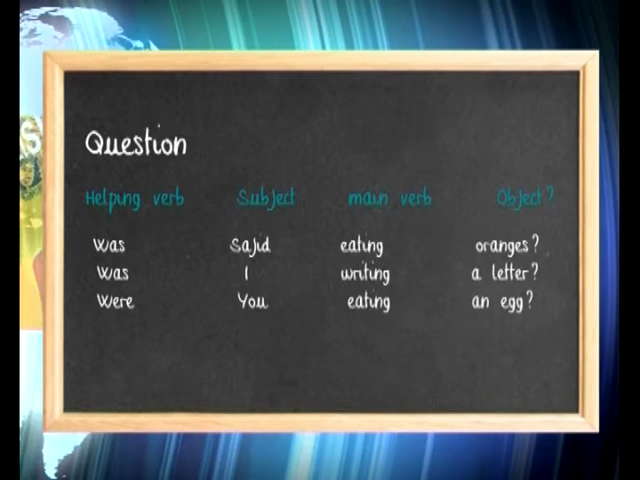 S
Question
Helping verb Subject main verb Object?
Was Sajid eating oranges?
Was I writing a letter?
Were You eating an egg?